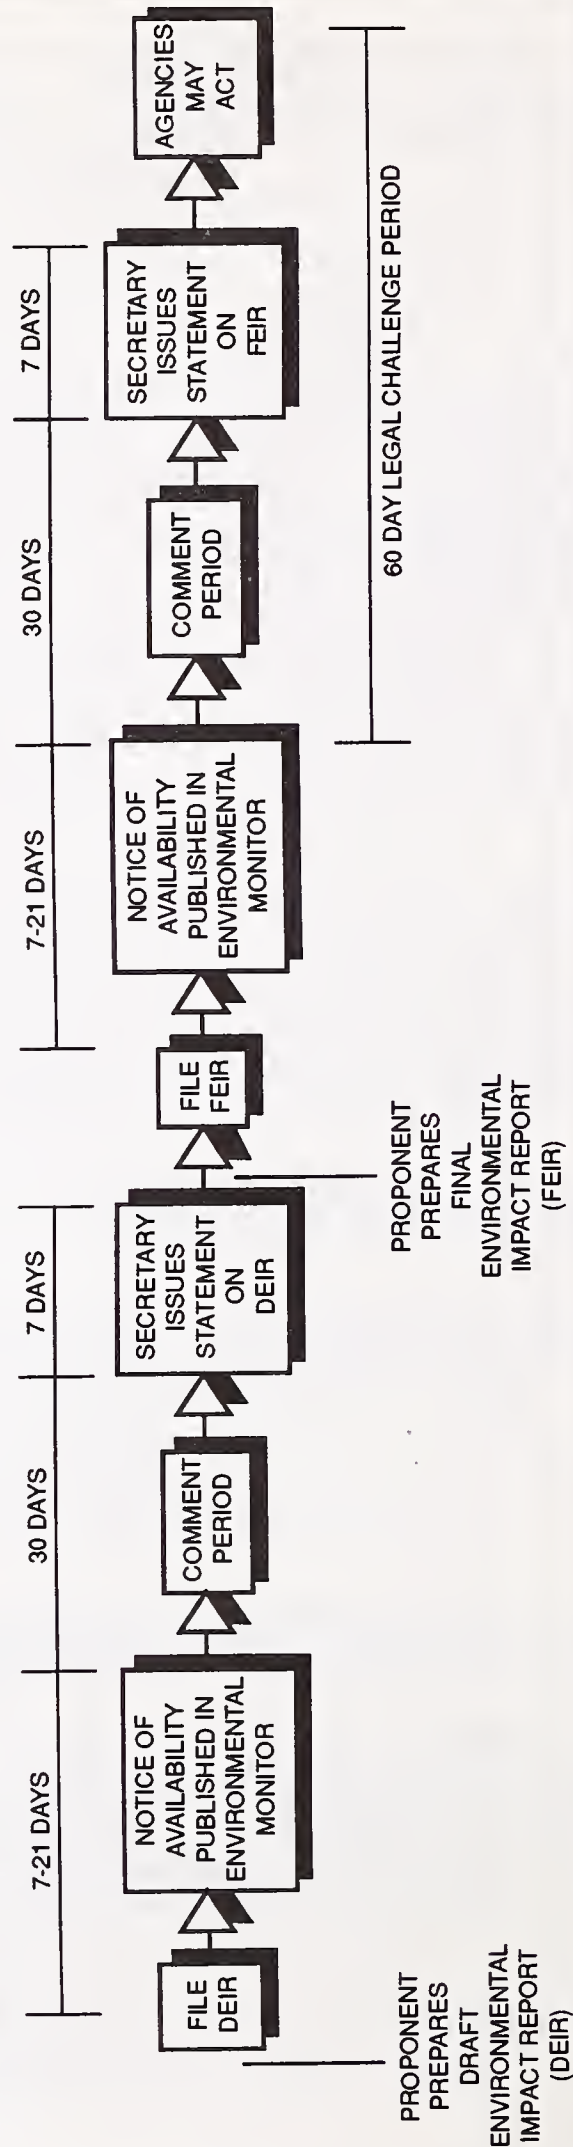 7-21 DAYS
30 DAYS
7 DAYS
7-21 DAYS
30 DAYS
7 DAYS
FILE
DEIR
NOTICE OF
AVAILABILITY
PUBLISHED IN
ENVIRONMENTAL
MONITOR
COMMENT
PERIOD
SECRETARY
ISSUES
STATEMENT
ON
DEIR
FILE
FEIR
NOTICE OF
AVAILABILITY
PUBLISHED IN
ENVIRONMENTAL
MONITOR
COMMENT
PERIOD
SECRETARY
ISSUES
STATEMENT
ON
FEIR
AGENCIES
MAY
ACT
60 DAY LEGAL CHALLENGE PERIOD
PROPONENT
PREPARES
DRAFT
ENVIRONMENTAL
IMPACT REPORT
(DEIR)
PROPONENT
PREPARES
FINAL
ENVIRONMENTAL
IMPACT REPORT
(FEIR)